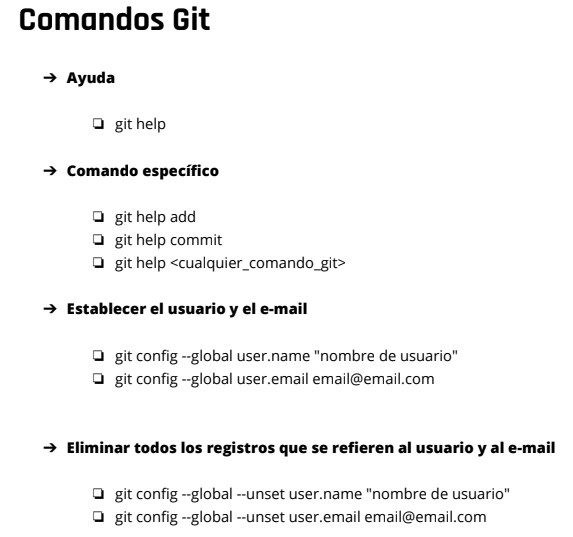 Comandos Git
➔ Ayuda
❏ git help
➔ Comando específico
❏ git help add
❏ git help commit
❏ git help <cualquier_comando_git>
➔ Establecer el usuario y el e-mail
❏ git config --global user.name "nombre de usuario"
❏ git config --global user.email email@email.com
➔ Eliminar todos los registros que se refieren al usuario y al e-mail
❏ git config --global --unset user.name "nombre de usuario"
❏ git config --global --unset user.email email@email.com